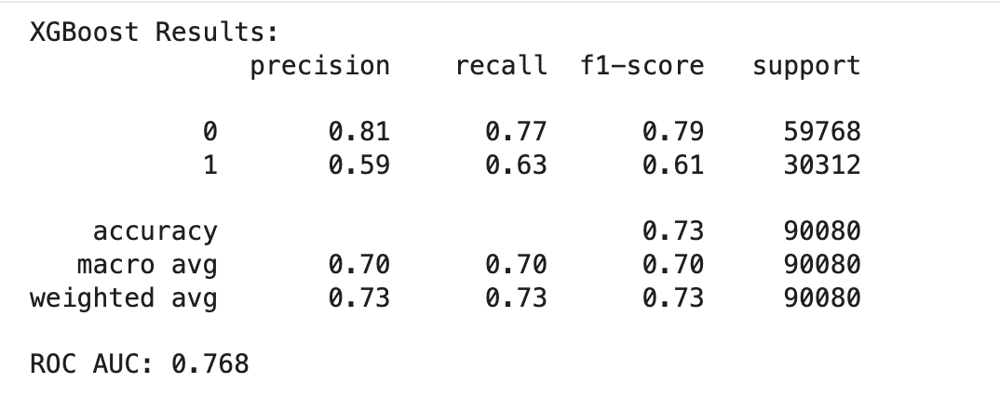 XGBoost Results:
precision recall f1-score support
0 0.81 0.77 0.79 59768
1 0.59 0.63 0.61 30312
accuracy 0.73 90080
macro avg 0.70 0.70 0.70 90080
weighted avg 0.73 0.73 0.73 90080
ROC AUC: 0.768